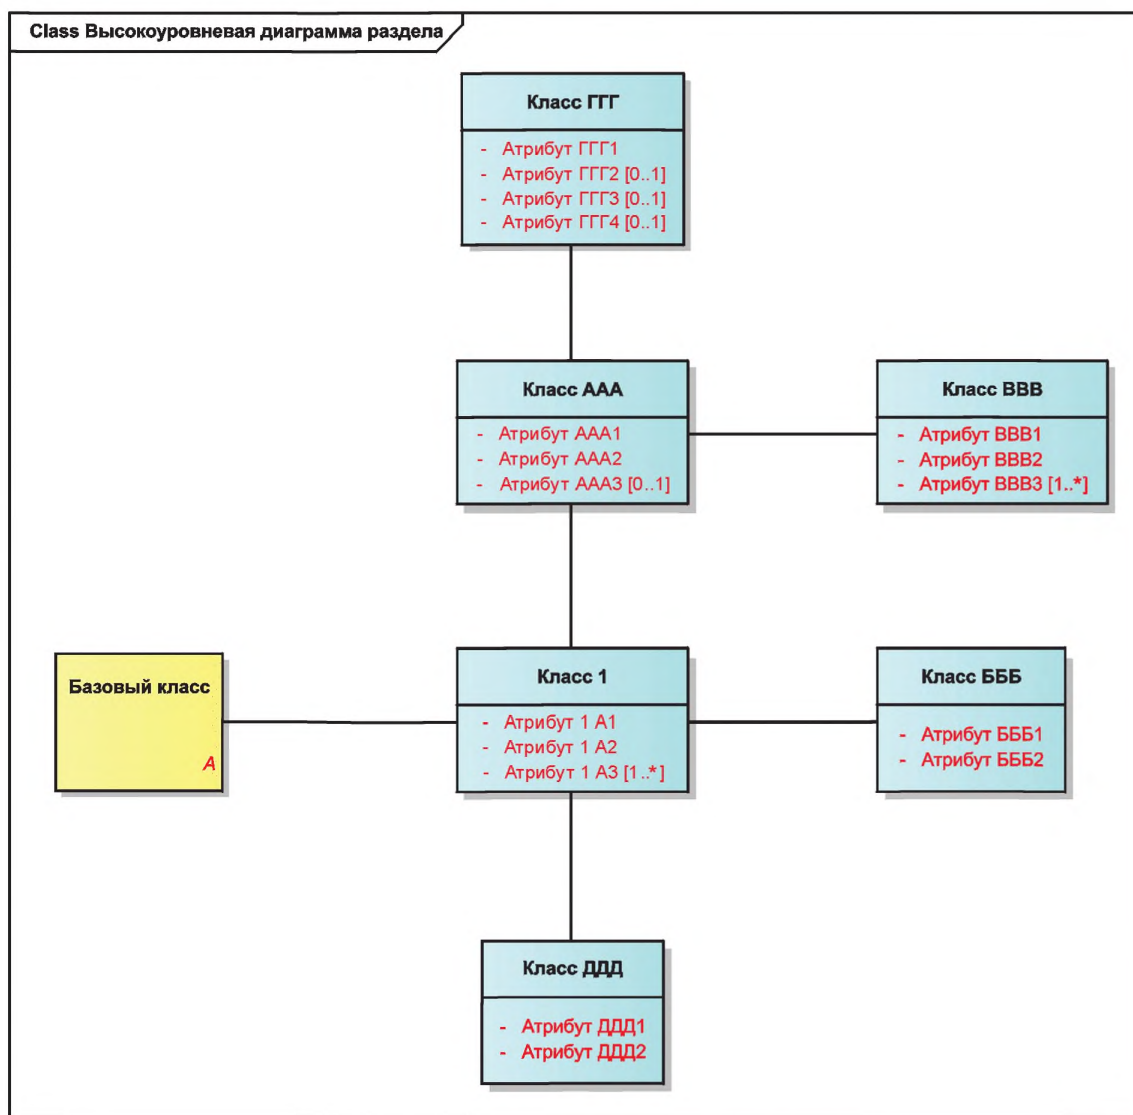 Class Высокоуровневая диаграмма раздела
Класс ГГГ
- Атрибут ГГГ1
- Атрибут ГГГ2 [0..1]
- Атрибут ГГГ3 [0..1]
- Атрибут ГГГ4 [0..1]
Класс ААА
- Атрибут ААА1
- Атрибут ААА2
- Атрибут ААА3 [0..1]
Класс ВВВ
- Атрибут ВВВ1
- Атрибут ВВВ2
- Атрибут ВВВ3 [1..*]
Базовый класс
А
Класс 1
- Атрибут 1 А1
- Атрибут 1 А2
- Атрибут 1 А3 [1..*]
Класс БББ
- Атрибут БББ1
- Атрибут БББ2
Класс ДДД
- Атрибут ДДД1
- Атрибут ДДД2